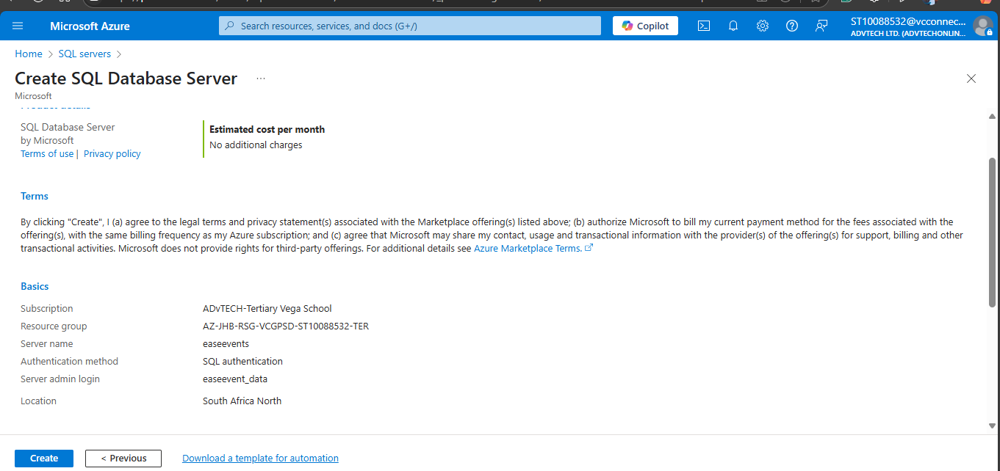 Microsoft Azure
Search resources, services, and docs (G+/)
Copilot
ST10088532@vcconnec...
ADVTECH LTD. (ADVTECHONLIN...
Home > SQL servers >
Create SQL Database Server ...
Microsoft
SQL Database Server
by Microsoft
Terms of use | Privacy policy
Estimated cost per month
No additional charges
Terms
By clicking "Create", I (a) agree to the legal terms and privacy statement(s) associated with the Marketplace offering(s) listed above; (b) authorize Microsoft to bill my current payment method for the fees associated with the
offering(s), with the same billing frequency as my Azure subscription; and (c) agree that Microsoft may share my contact, usage and transactional information with the provider(s) of the offering(s) for support, billing and other
transactional activities. Microsoft does not provide rights for third-party offerings. For additional details see Azure Marketplace Terms.
Basics
Subscription ADvTECH-Tertiary Vega School
Resource group AZ-JHB-RSG-VCGPSD-ST10088532-TER
Server name easeevents
Authentication method SQL authentication
Server admin login easeevent_data
Location South Africa North
Create
< Previous
Download a template for automation